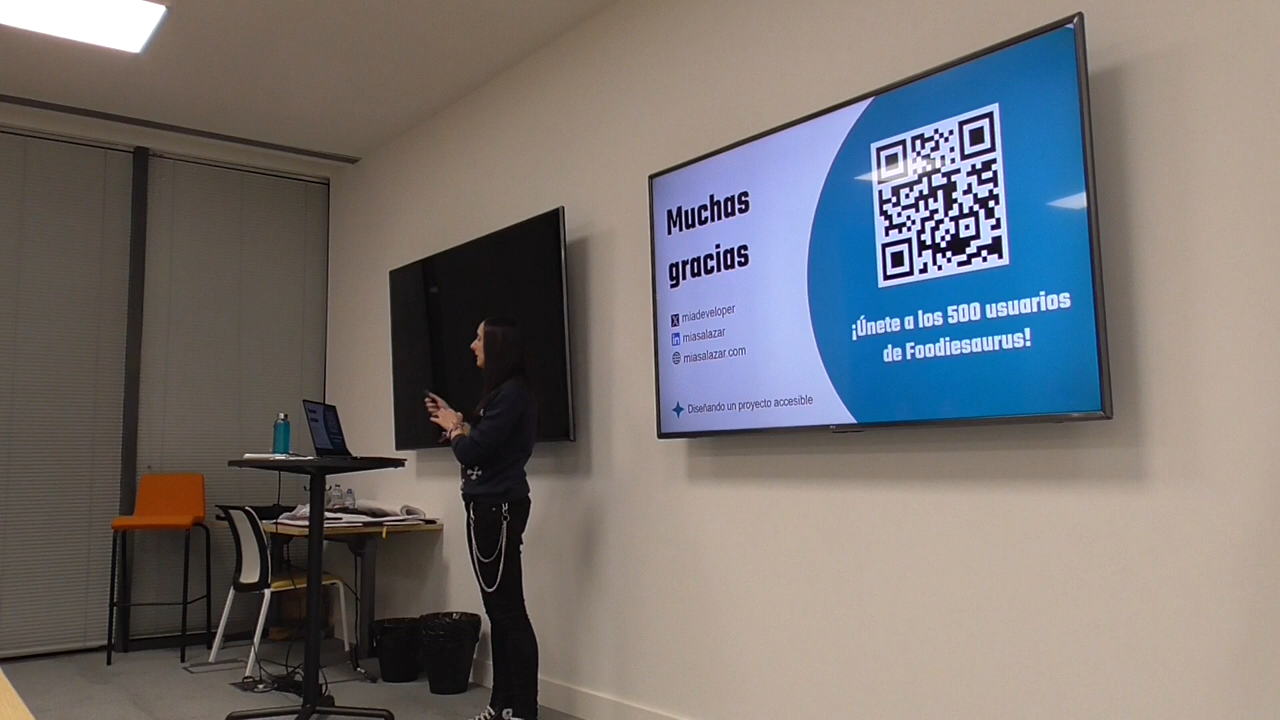 Muchas
gracias
miadeveloper
miasalazar
miasalazar.com
Diseñando un proyecto accesible
¡Únete a los 500 usuarios
de Foodiesaurus!